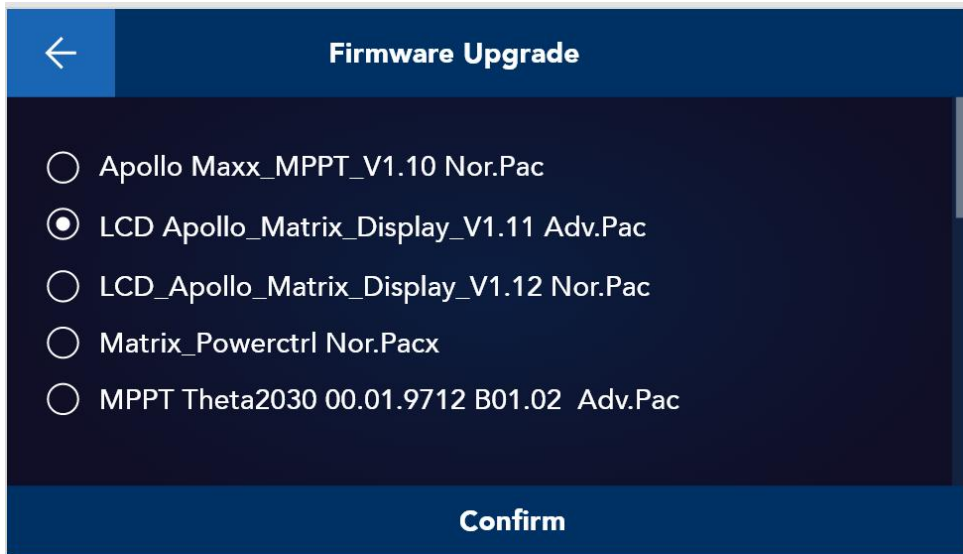 Firmware Upgrade
Apollo Maxx_MPPT_V1.10 Nor.Pac
LCD Apollo_Matrix_Display_V1.11 Adv.Pac
LCD_Apollo_Matrix_Display_V1.12 Nor.Pac
Matrix_Powerctrl Nor.Pacx
MPPT Theta2030 00.01.9712 B01.02  Adv.Pac
Confirm